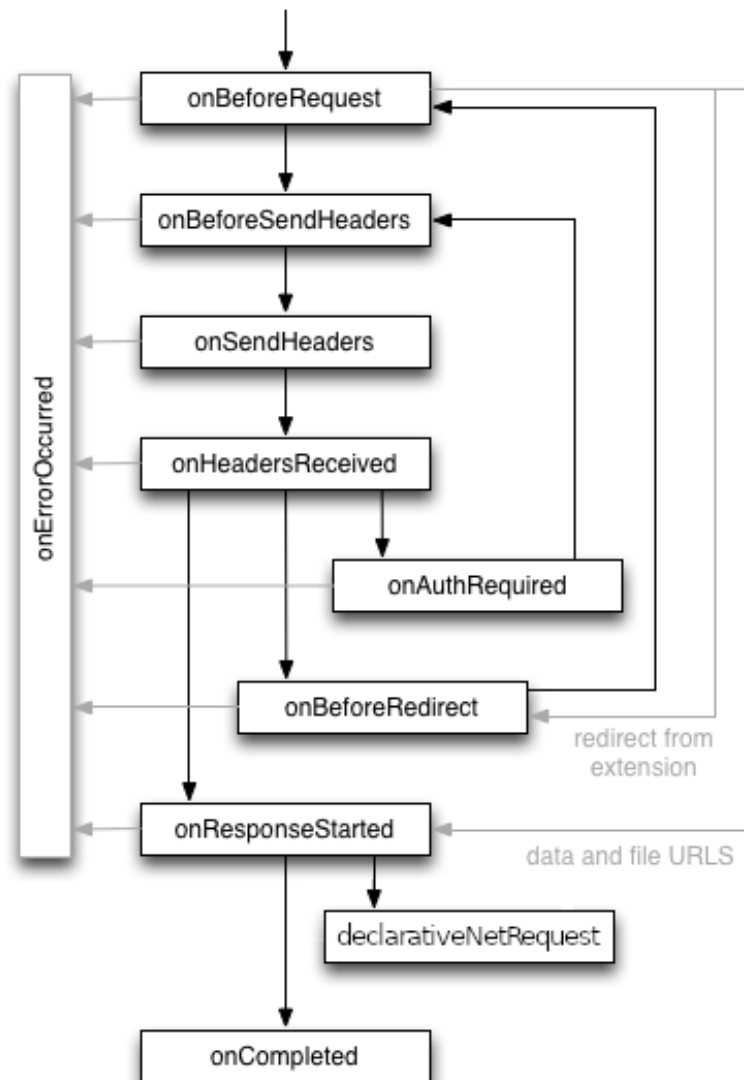 onBeforeRequest
onBeforeSendHeaders
onSendHeaders
onHeadersReceived
onErrorOccurred
onAuthRequired
onBeforeRedirect
redirect from
extension
onResponseStarted
data and file URLS
declarativeNetRequest
onCompleted